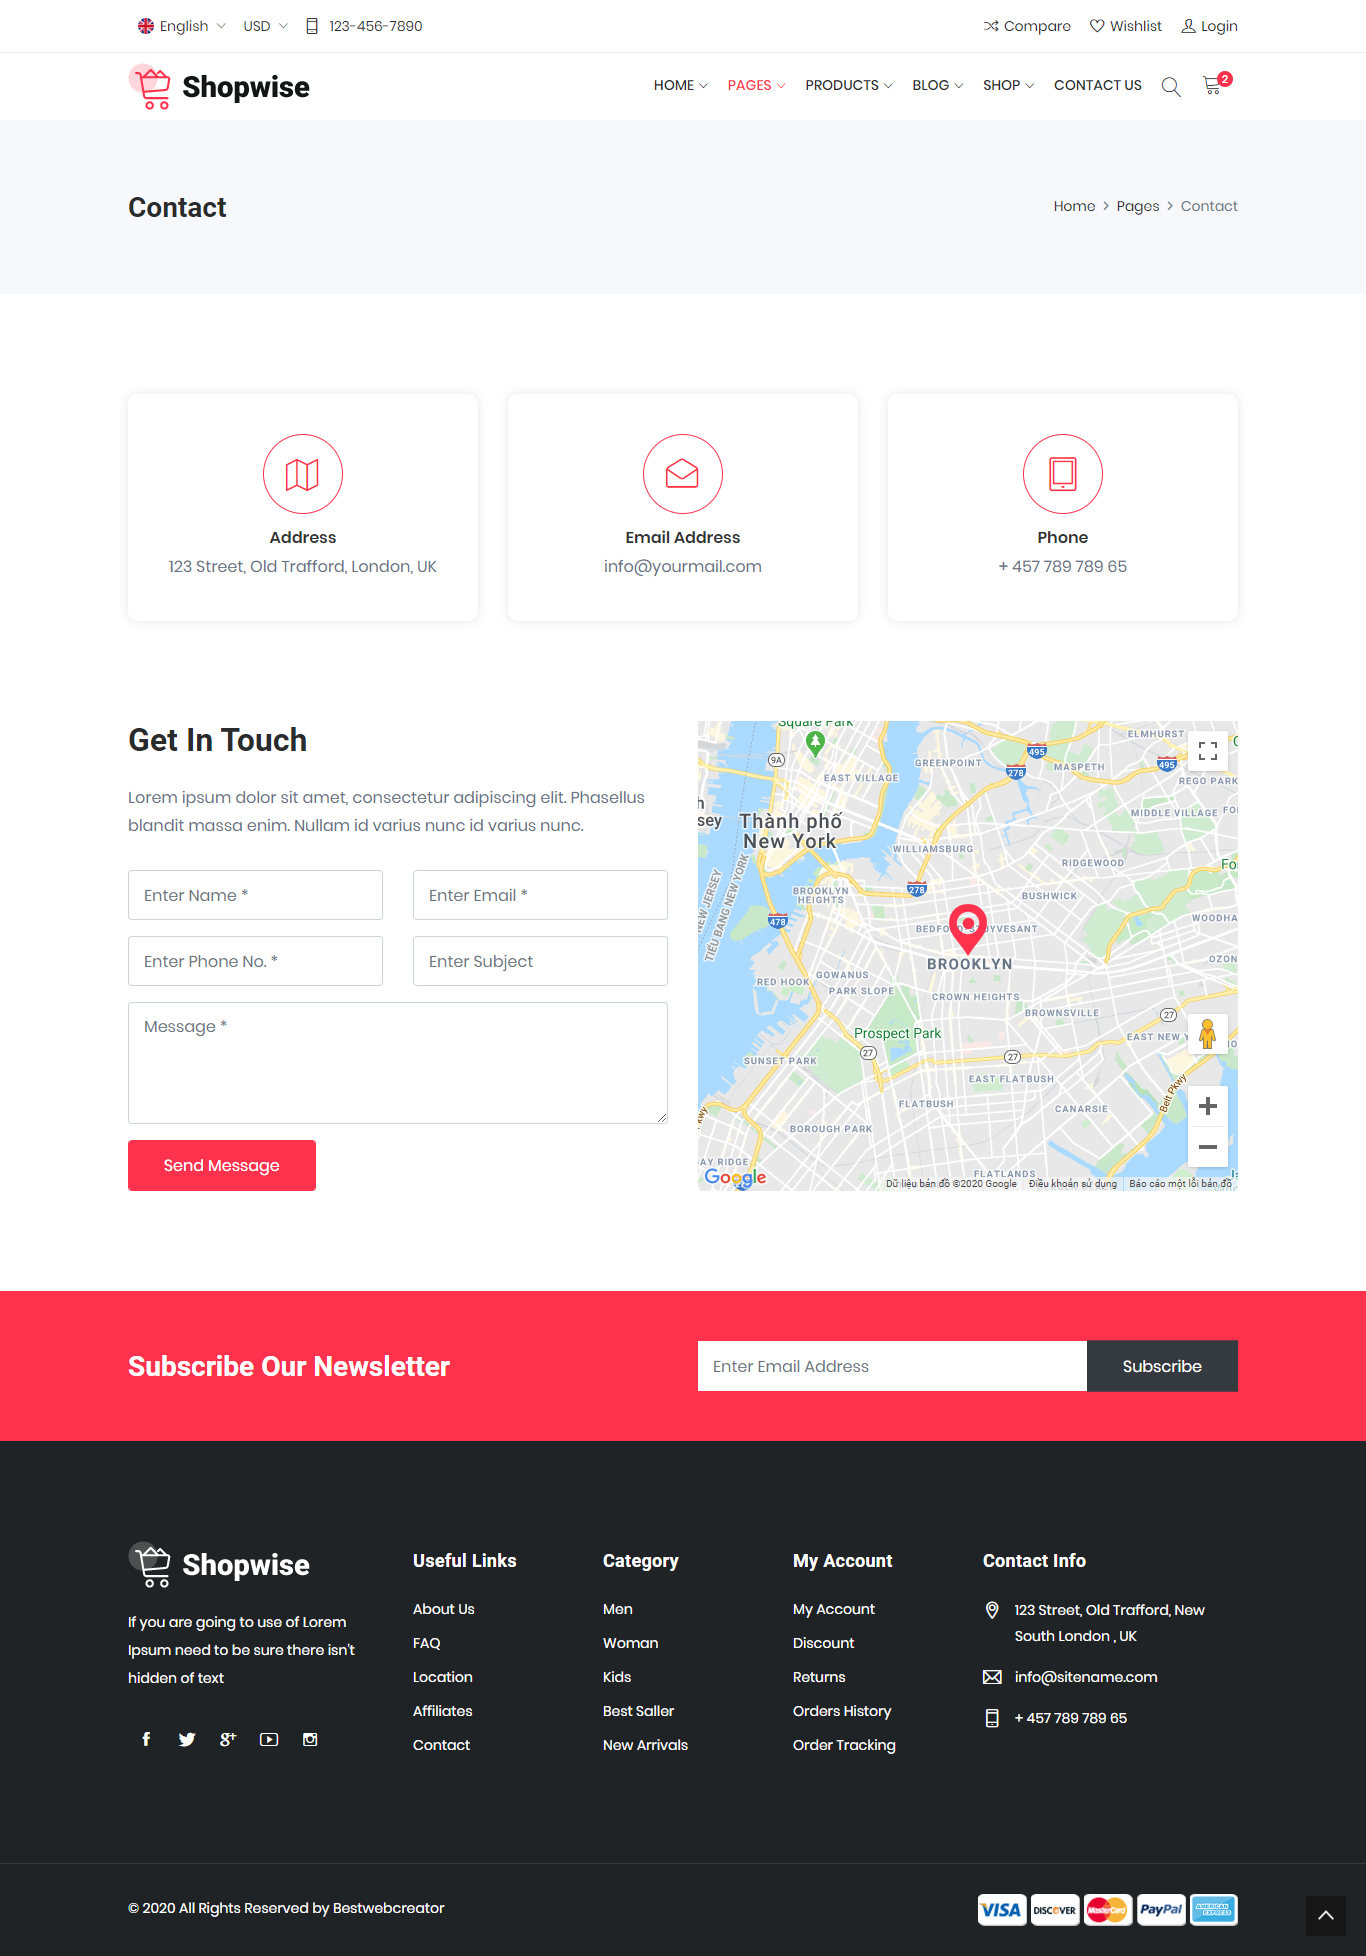 English USD 123-456-7890 Compare Wishlist Login
Shopwise HOME PAGES PRODUCTS BLOG SHOP CONTACT US 2
Contact Home > Pages > Contact
Address Email Address Phone
123 Street, Old Trafford, London, UK info@yourmail.com + 457 789 789 65
Get In Touch
Lorem ipsum dolor sit amet, consectetur adipiscing elit. Phasellus
blandit massa enim. Nullam id varius nunc id varius nunc.
Enter Name * Enter Email *
Enter Phone No. * Enter Subject
Message *
Send Message
Square Park
ELMHURST
9A
495
GREENPOINT
278
MASPETH
495
EAST VILLAGE
REGO PARK
MIDDLE VILLAGE
Thành phố
New York
WILLIAMSBURG
RIDGEWOOD
NEW JERSEY
TIỂU BANG NEW YORK
BROOKLYN
HEIGHTS
278
BUSHWICK
478
BROOKLYN
GOWANUS
RED HOOK
PARK SLOPE
CROWN HEIGHTS
BROWNSVILLE
27
Prospect Park
27
27
SUNSET PARK
EAST FLATBUSH
Belt Pkwy
FLATBUSH
CANARSIE
BOROUGH PARK
FLATLANDS
Google
Dữ liệu bản đồ ©2020 Google Điều khoản sử dụng Báo cáo một lỗi bản đồ
Subscribe Our Newsletter Enter Email Address Subscribe
Shopwise
If you are going to use of Lorem
Ipsum need to be sure there isn't
hidden of text
Useful Links
About Us
FAQ
Location
Affiliates
Contact
Category
Men
Woman
Kids
Best Saller
New Arrivals
My Account
My Account
Discount
Returns
Orders History
Order Tracking
Contact Info
123 Street, Old Trafford, New
South London , UK
info@sitename.com
+ 457 789 789 65
© 2020 All Rights Reserved by Bestwebcreator
VISA DISCOVER MasterCard PayPal AMERICAN EXPRESS